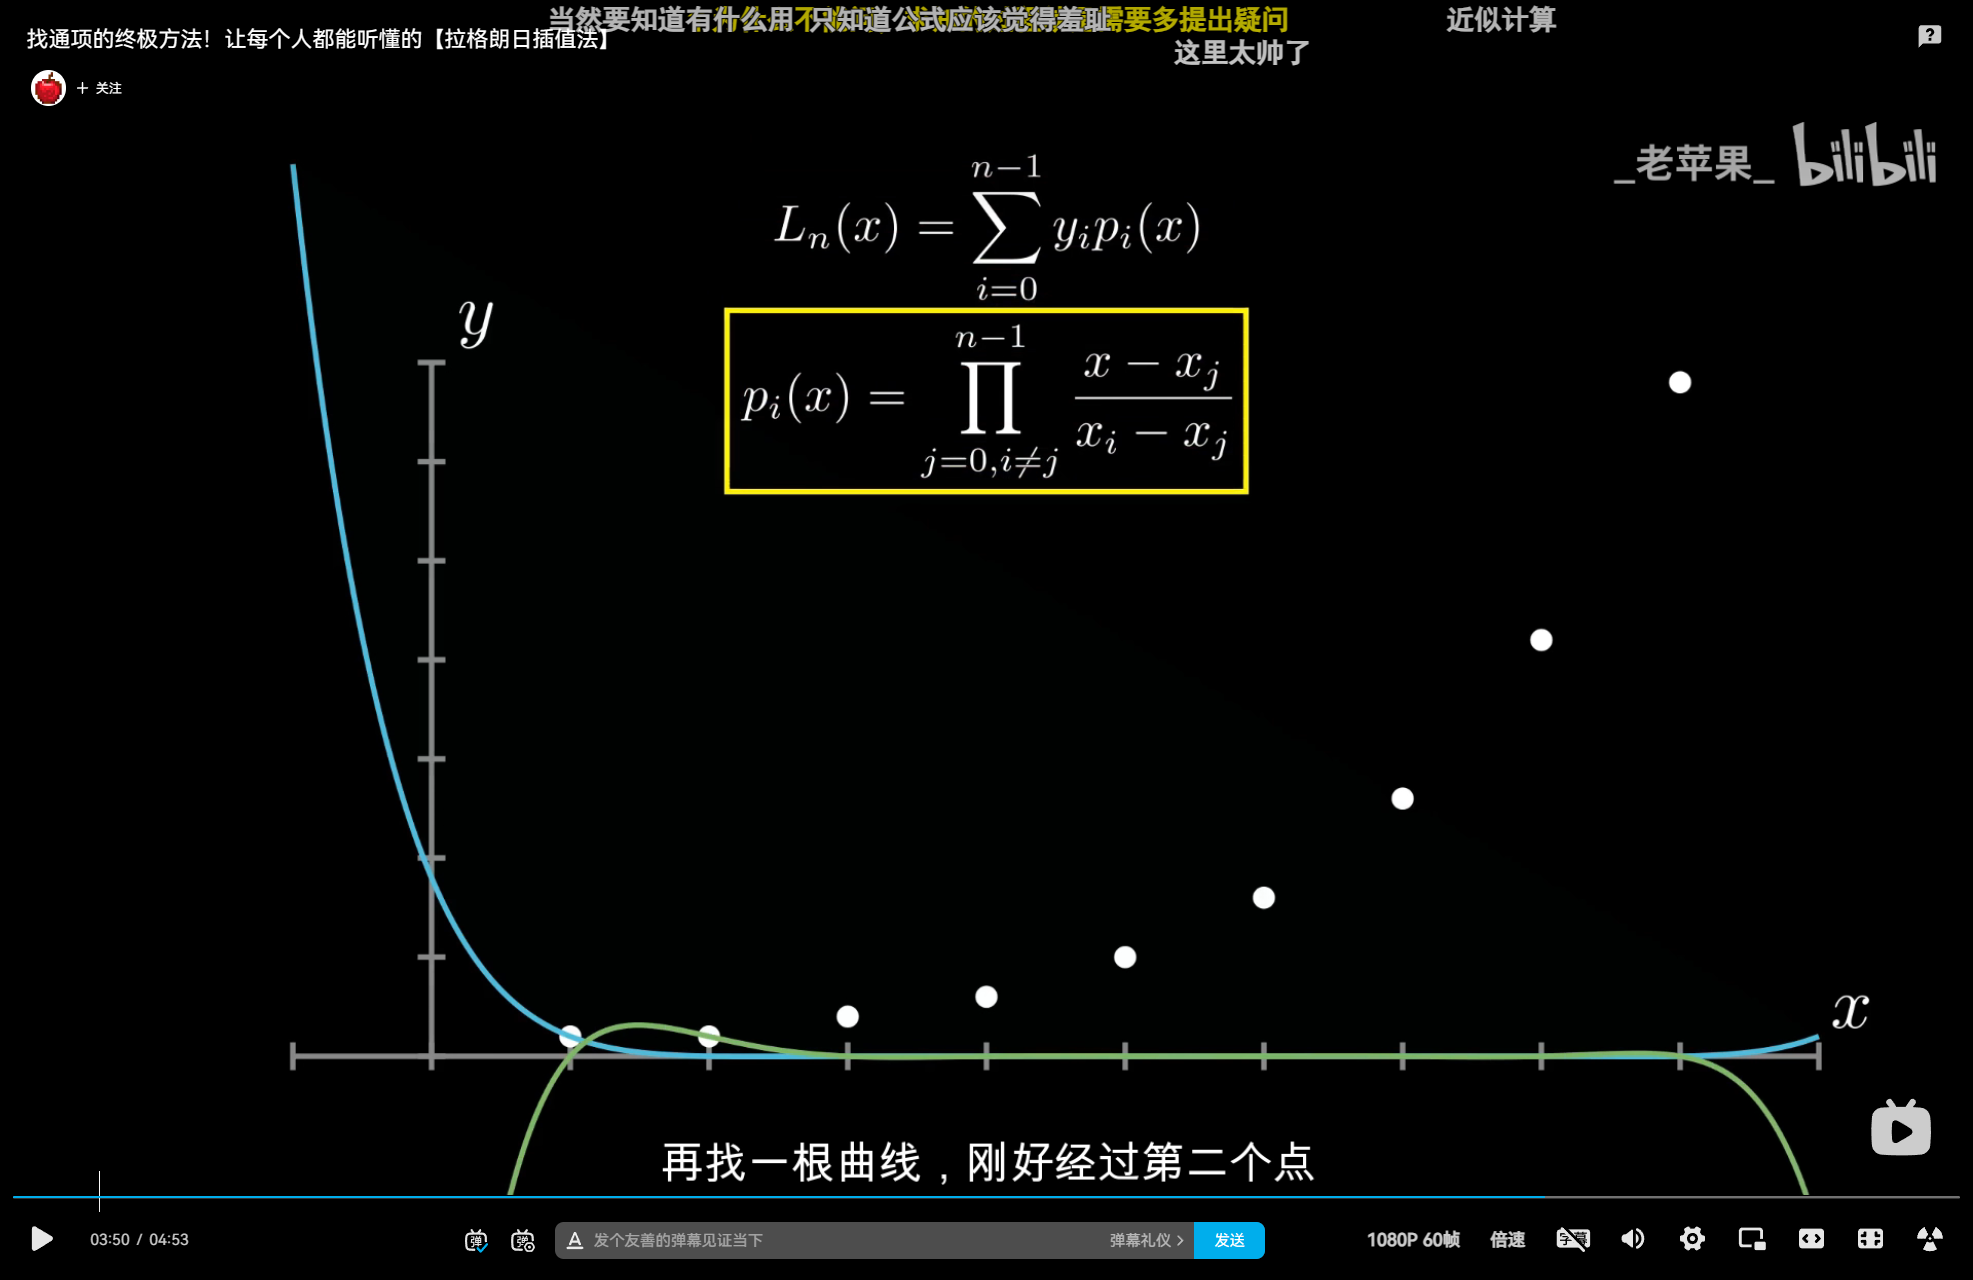 当然要知道有什么用 只知道公式应该觉得羞耻
需要多提出疑问
近似计算
找通项的终极方法！让每个人都能听懂的【拉格朗日插值法】
这里太帅了
+ 关注
_老苹果_ bilibili
L_n(x) = \sum_{i=0}^{n-1} y_i p_i(x)
y
p_i(x) = \prod_{j=0,i≠j}^{n-1} \frac{x - x_j}{x_i - x_j}
x
再找一根曲线，刚好经过第二个点
03:50 / 04:53
弹
弹
A 发个友善的弹幕见证当下
弹幕礼仪 >
发送
1080P 60帧
倍速
字幕